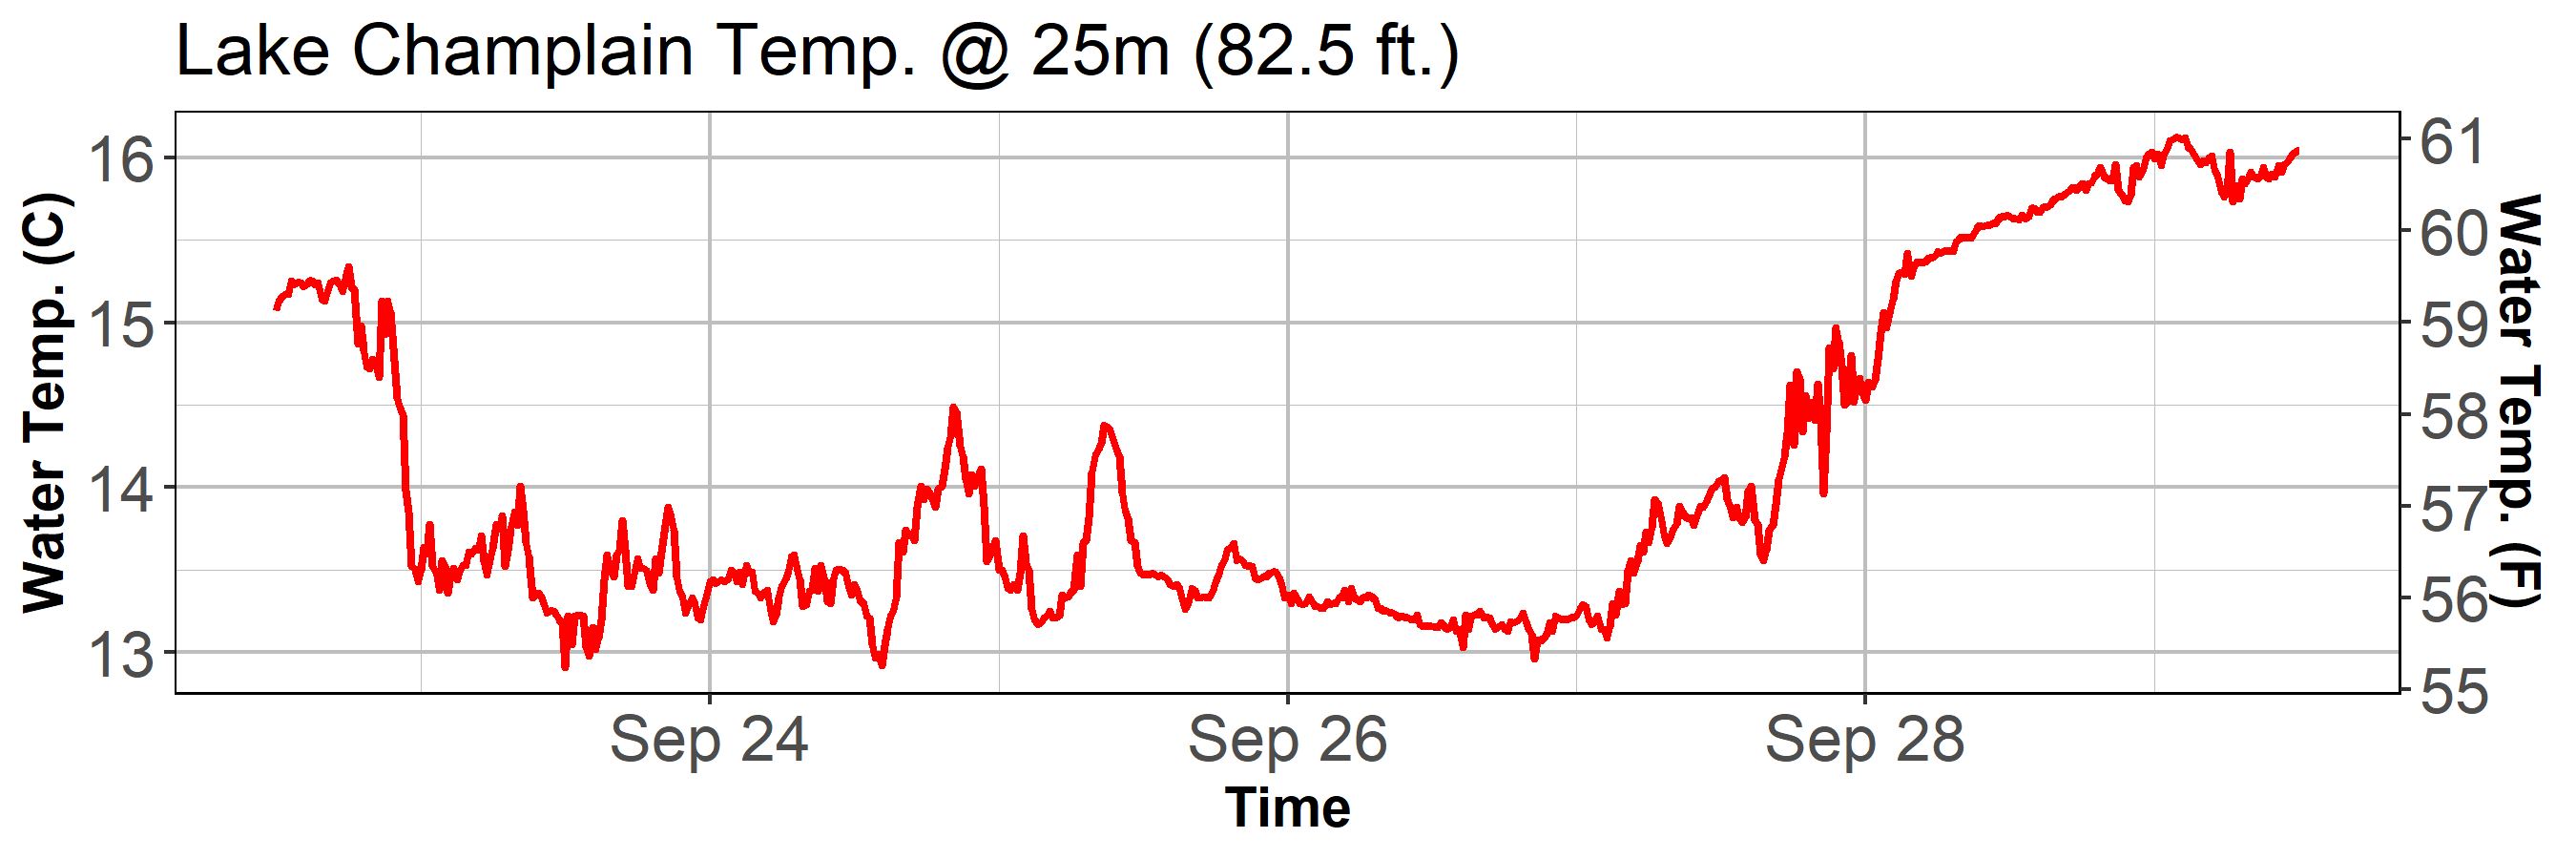 Lake Champlain Temp. @ 25m (82.5 ft.)
Water Temp. (C)
16
15
14
13
61
60
59
58
57
56
55
Water Temp. (F)
Sep 24 Sep 26 Sep 28
Time